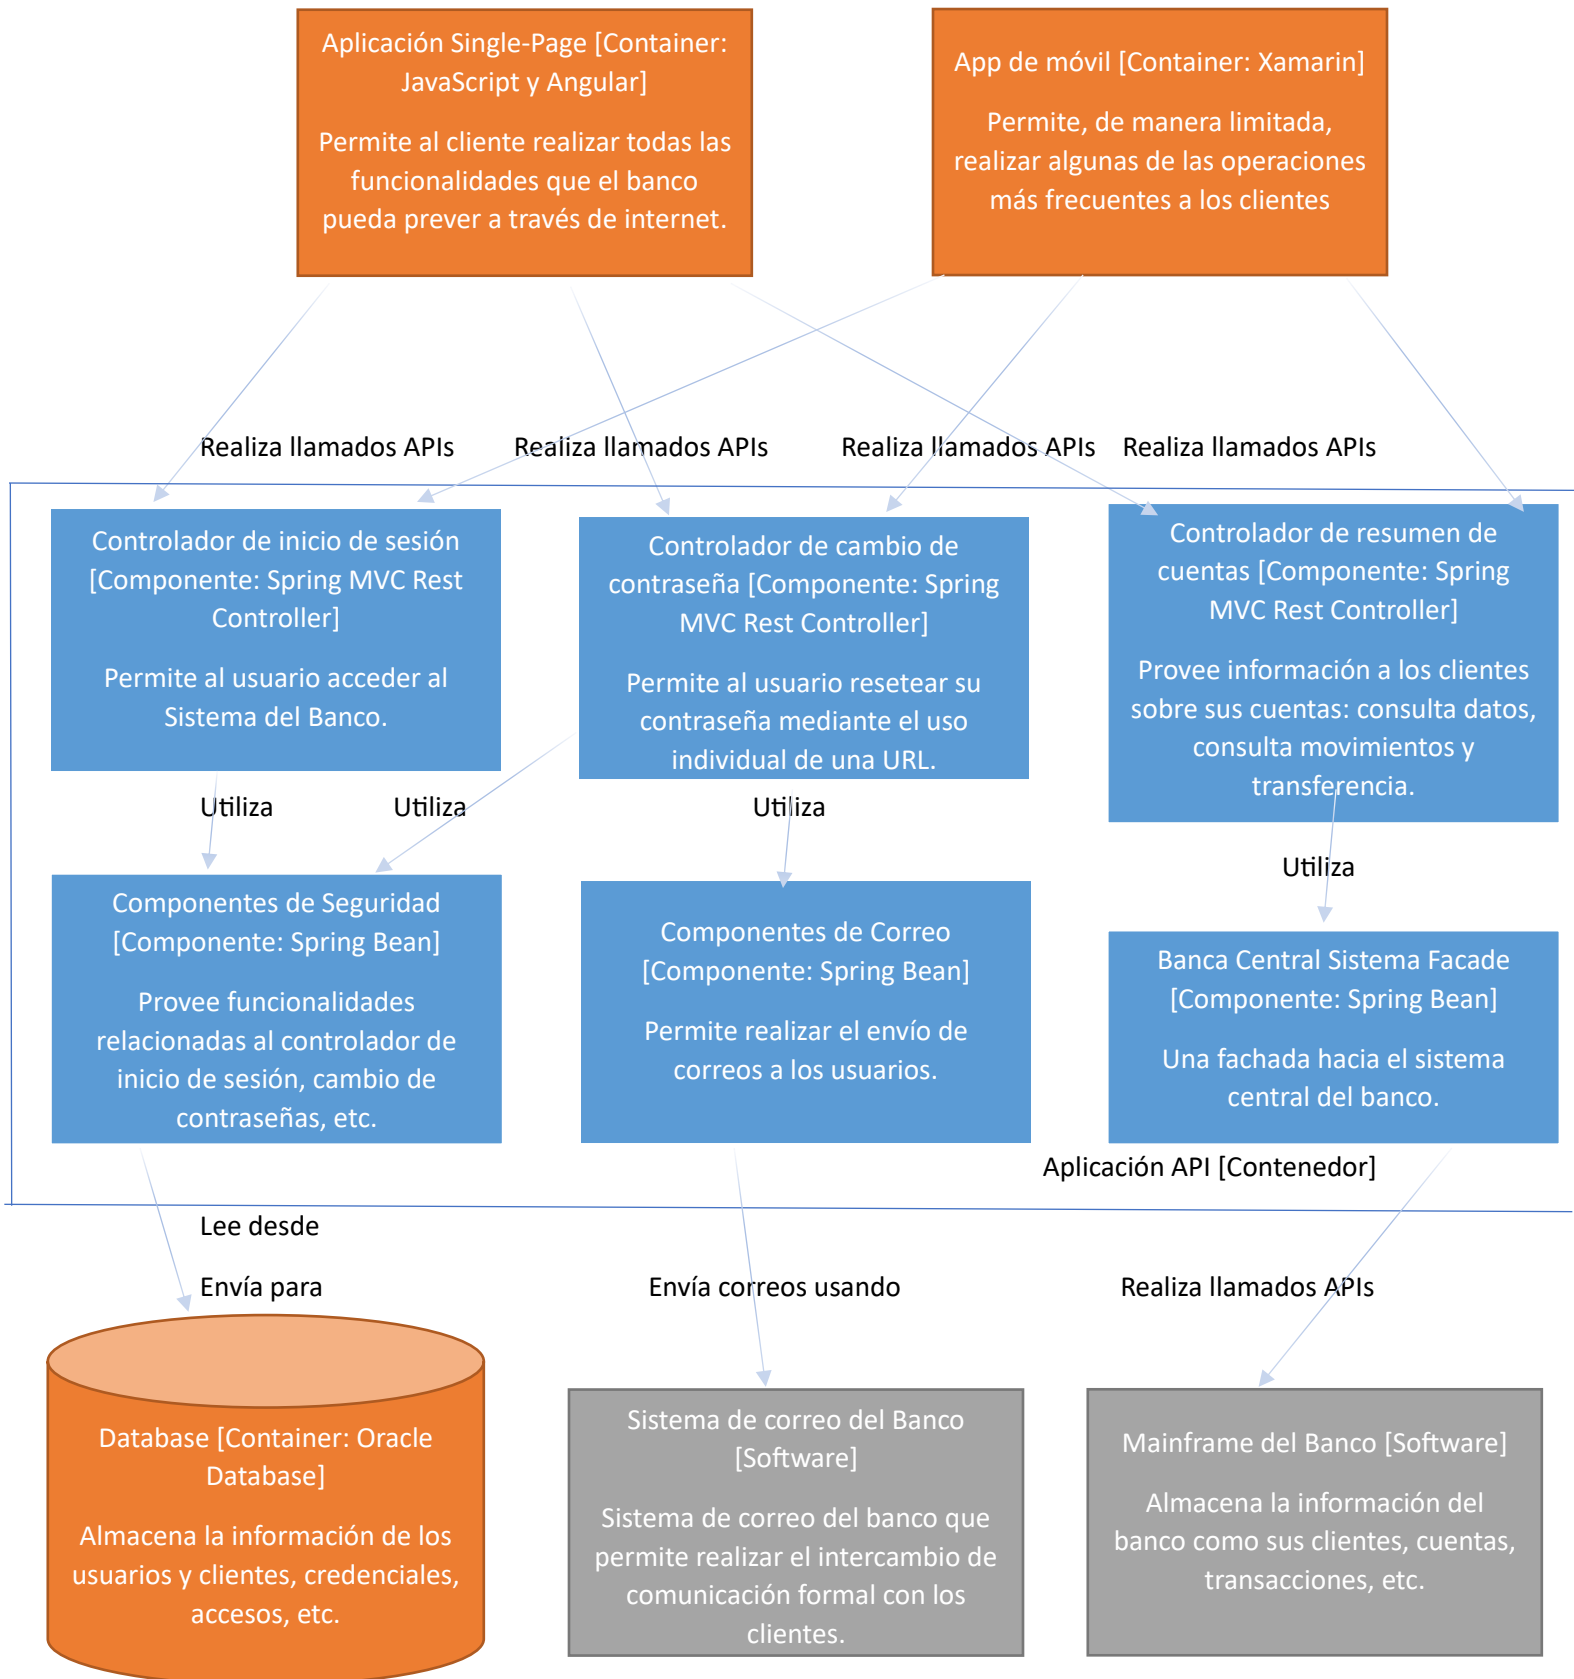 Aplicación Single-Page [Container:
JavaScript y Angular]
Permite al cliente realizar todas las
funcionalidades que el banco
pueda prever a través de internet.
App de móvil [Container: Xamarin]
Permite, de manera limitada,
realizar algunas de las operaciones
más frecuentes a los clientes
Realiza llamados APIs
Realiza llamados APIs
Realiza llamados APIs
Realiza llamados APIs
Controlador de inicio de sesión
[Componente: Spring MVC Rest
Controller]
Permite al usuario acceder al
Sistema del Banco.
Controlador de cambio de
contraseña [Componente: Spring
MVC Rest Controller]
Permite al usuario resetear su
contraseña mediante el uso
individual de una URL.
Controlador de resumen de
cuentas [Componente: Spring
MVC Rest Controller]
Provee información a los clientes
sobre sus cuentas: consulta datos,
consulta movimientos y
transferencia.
Utiliza
Utiliza
Utiliza
Utiliza
Componentes de Seguridad
[Componente: Spring Bean]
Provee funcionalidades
relacionadas al controlador de
inicio de sesión, cambio de
contraseñas, etc.
Componentes de Correo
[Componente: Spring Bean]
Permite realizar el envío de
correos a los usuarios.
Banca Central Sistema Facade
[Componente: Spring Bean]
Una fachada hacia el sistema
central del banco.
Aplicación API [Contenedor]
Lee desde
Envía para
Envía correos usando
Realiza llamados APIs
Database [Container: Oracle
Database]
Almacena la información de los
usuarios y clientes, credenciales,
accesos, etc.
Sistema de correo del Banco
[Software]
Sistema de correo del banco que
permite realizar el intercambio de
comunicación formal con los
clientes.
Mainframe del Banco [Software]
Almacena la información del
banco como sus clientes, cuentas,
transacciones, etc.